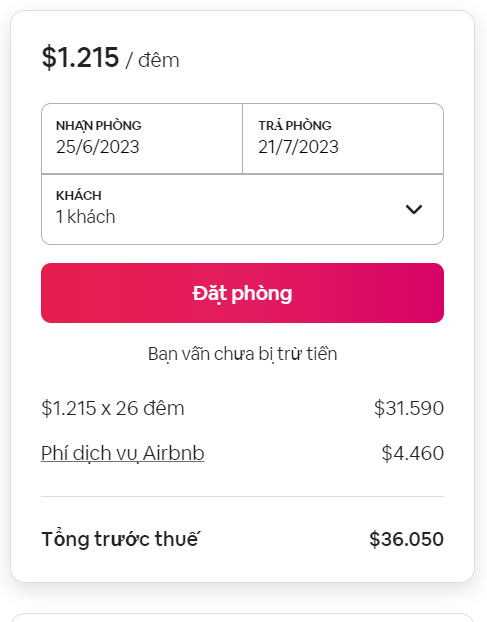 $1.215 / đêm
NHẬN PHÒNG
25/6/2023
TRẢ PHÒNG
21/7/2023
KHÁCH
1 khách
Đặt phòng
Bạn vẫn chưa bị trừ tiền
$1.215 x 26 đêm
$31.590
Phí dịch vụ Airbnb
$4.460
Tổng trước thuế
$36.050